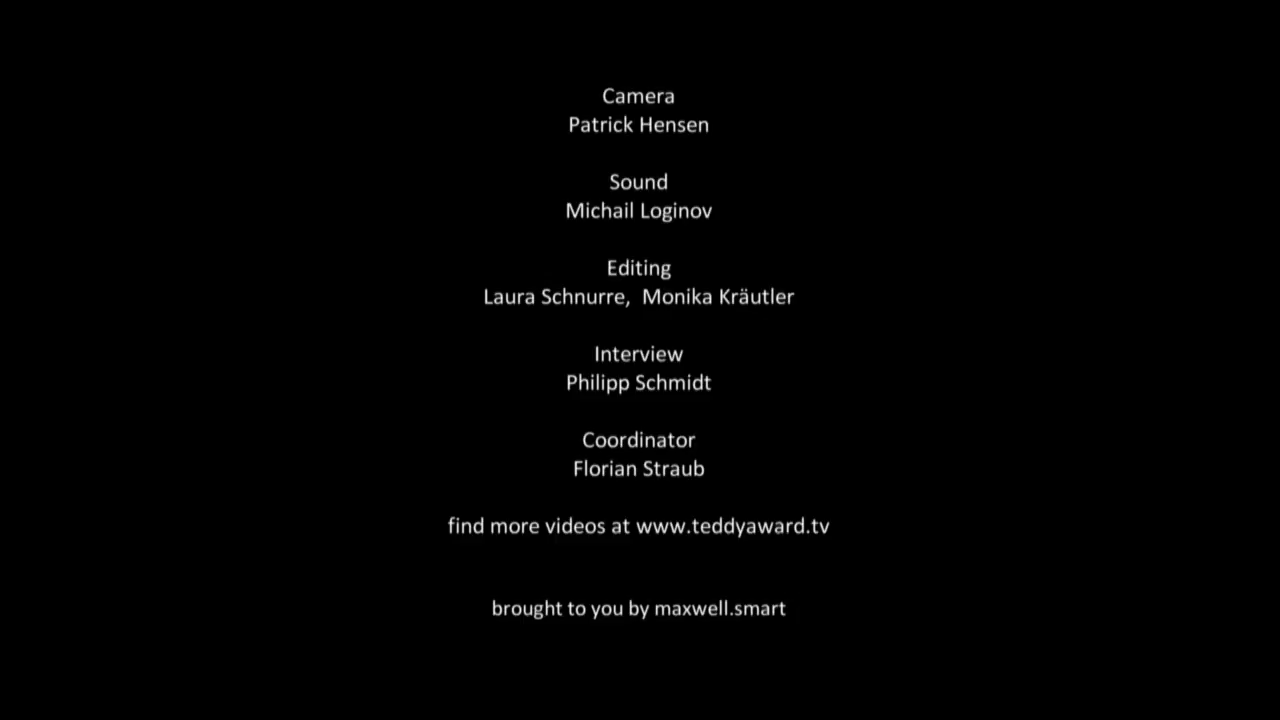 Camera
Patrick Hensen
Sound
Michail Loginov
Editing
Laura Schnurre,  Monika Kräutler
Interview
Philipp Schmidt
Coordinator
Florian Straub
find more videos at www.teddyaward.tv
brought to you by maxwell.smart